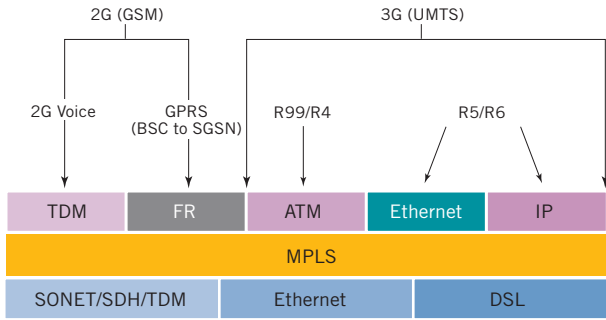 2G (GSM)
3G (UMTS)
2G Voice
GPRS
(BSC to SGSN)
R99/R4
R5/R6
TDM
FR
ATM
Ethernet
IP
MPLS
SONET/SDH/TDM
Ethernet
DSL